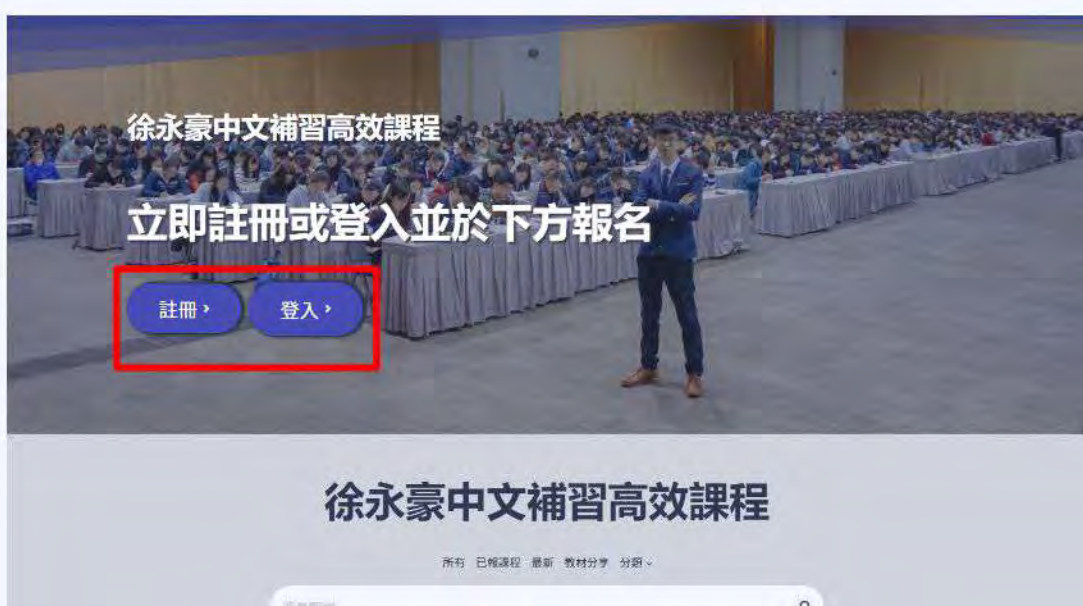 徐永豪中文補習高效課程
立即註冊或登入並於下方報名
註冊 ›
登入 ›
徐永豪中文補習高效課程
所有 已報課程 最新 教材分享 分類